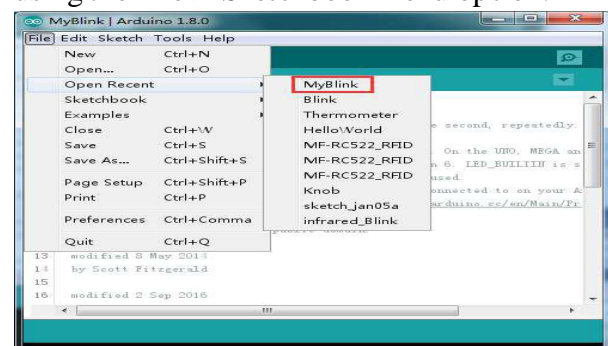 MyBlink | Arduino 1.8.0
File Edit Sketch Tools Help
New Ctrl+N
Open... Ctrl+O
Open Recent
Sketchbook
Examples
Close Ctrl+W
Save Ctrl+S
Save As... Ctrl+Shift+S
Page Setup Ctrl+Shift+P
Print Ctrl+P
Preferences Ctrl+Comma
Quit Ctrl+Q
MyBlink
Blink
Thermometer
HelloWorld
MF-RC522_RFID
MF-RC522_RFID
MF-RC522_RFID
Knob
sketch_jan05a
infrared_Blink
e second, repeatedly.
On the UNO, MEGA an
n 6. LED_BUILTIN is s
used
onnected to on your A
arduino.cc/en/Main/Pr
public domain
13 modified 8 May 2014
14 by Scott Fitzgerald
15
16 modified 2 Sep 2016